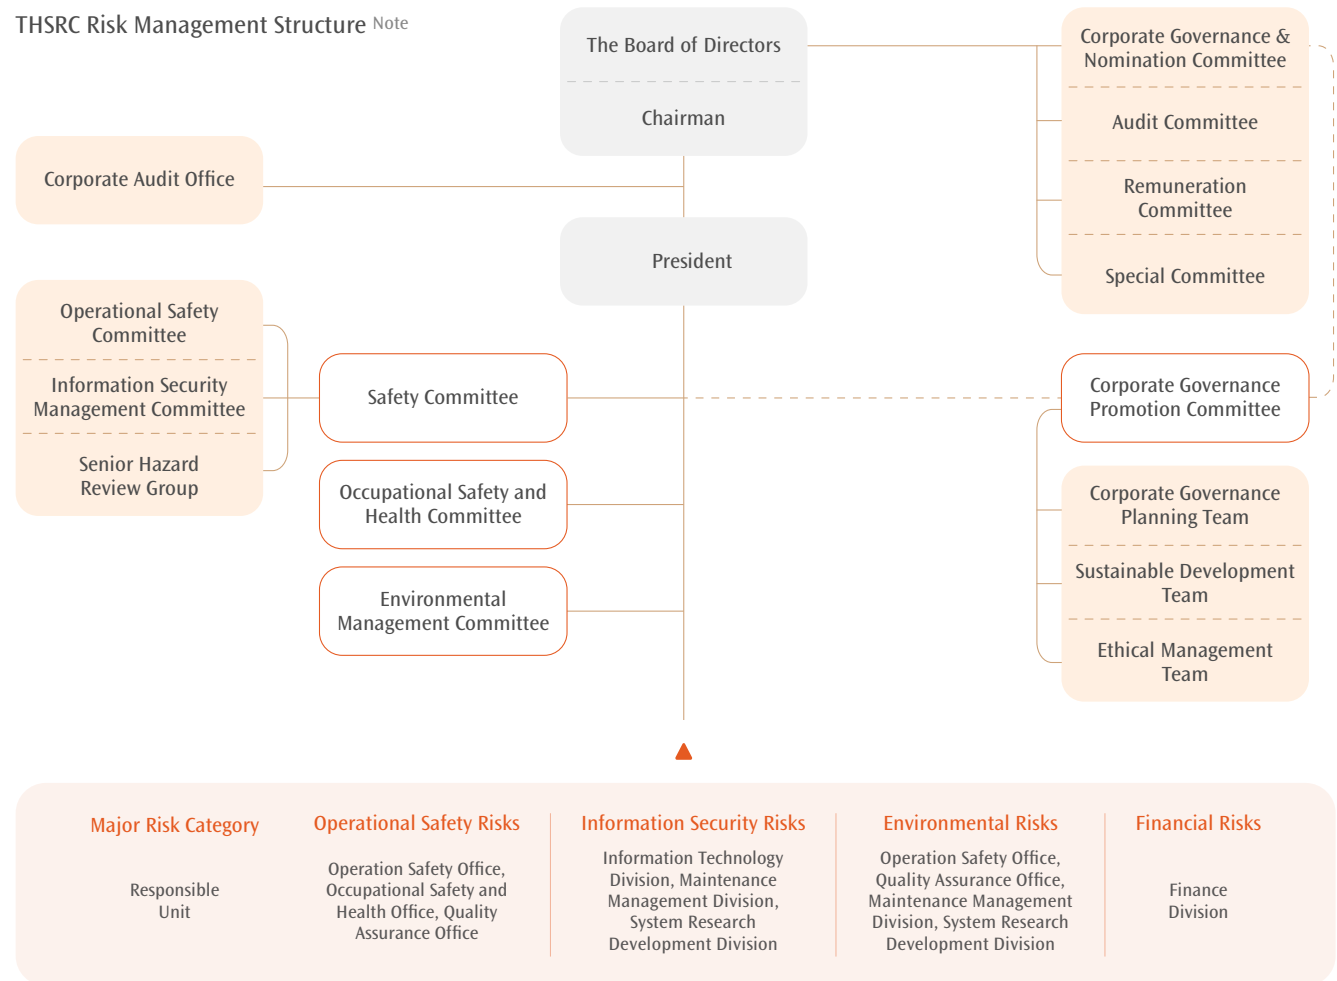 THSRC Risk Management Structure Note
The Board of Directors
Chairman
Corporate Governance &
Nomination Committee
Audit Committee
Remuneration
Committee
Special Committee
Corporate Audit Office
President
Operational Safety
Committee
Information Security
Management Committee
Senior Hazard
Review Group
Safety Committee
Occupational Safety and
Health Committee
Environmental
Management Committee
Corporate Governance
Promotion Committee
Corporate Governance
Planning Team
Sustainable Development
Team
Ethical Management
Team
Major Risk Category
Responsible
Unit
Operational Safety Risks
Operation Safety Office,
Occupational Safety and
Health Office, Quality
Assurance Office
Information Security Risks
Information Technology
Division, Maintenance
Management Division,
System Research
Development Division
Environmental Risks
Operation Safety Office,
Quality Assurance Office,
Maintenance Management
Division, System Research
Development Division
Financial Risks
Finance
Division